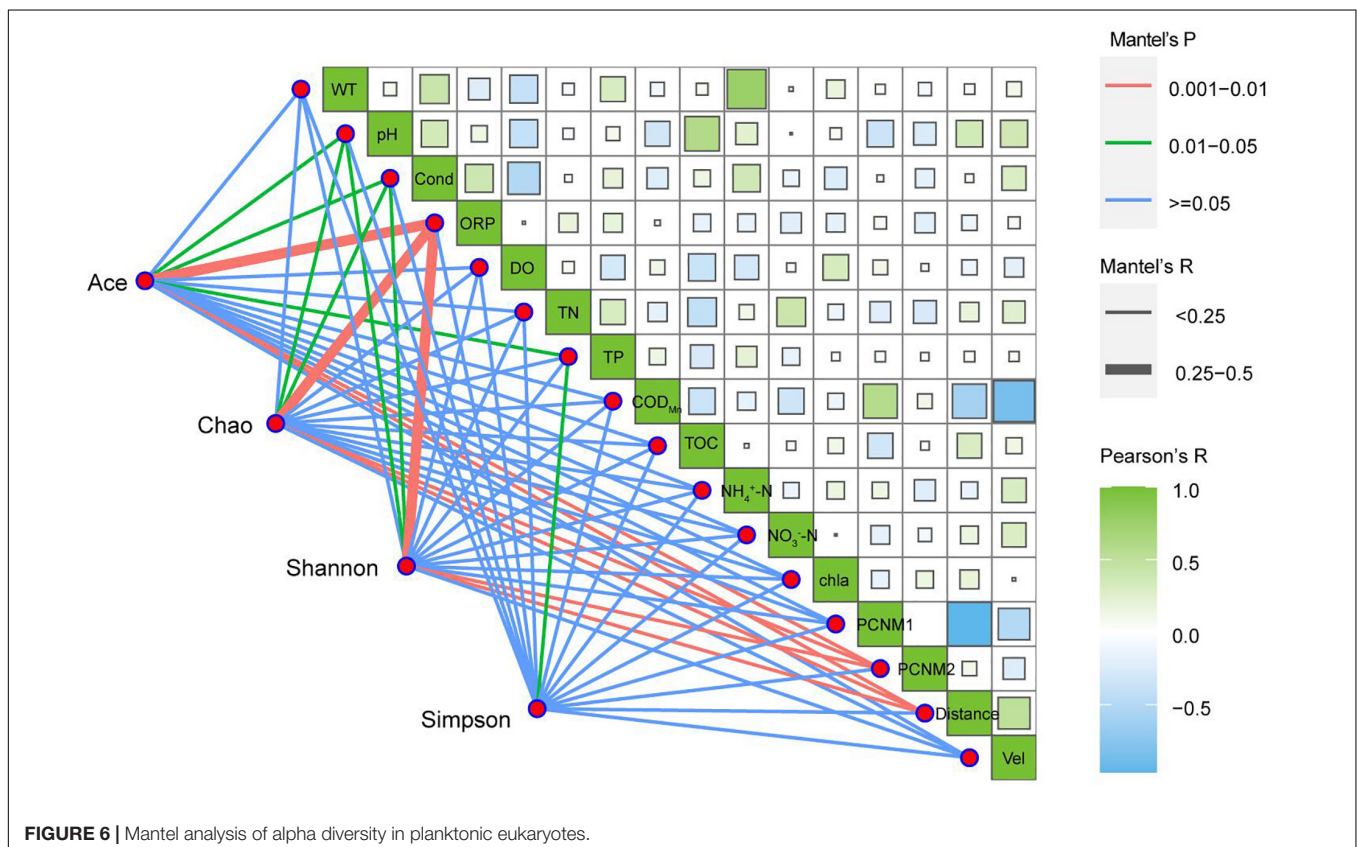 Mantel's P
0.001−0.01
0.01−0.05
>=0.05
Mantel's R
<0.25
0.25−0.5
Pearson's R
1.0
0.5
0.0
−0.5
WT
pH
Cond
ORP
DO
TN
TP
COD_Mn
TOC
NH₄⁺-N
NO₃⁻-N
chla
PCNM1
PCNM2
Distance
Vel
Ace
Chao
Shannon
Simpson
FIGURE 6 | Mantel analysis of alpha diversity in planktonic eukaryotes.